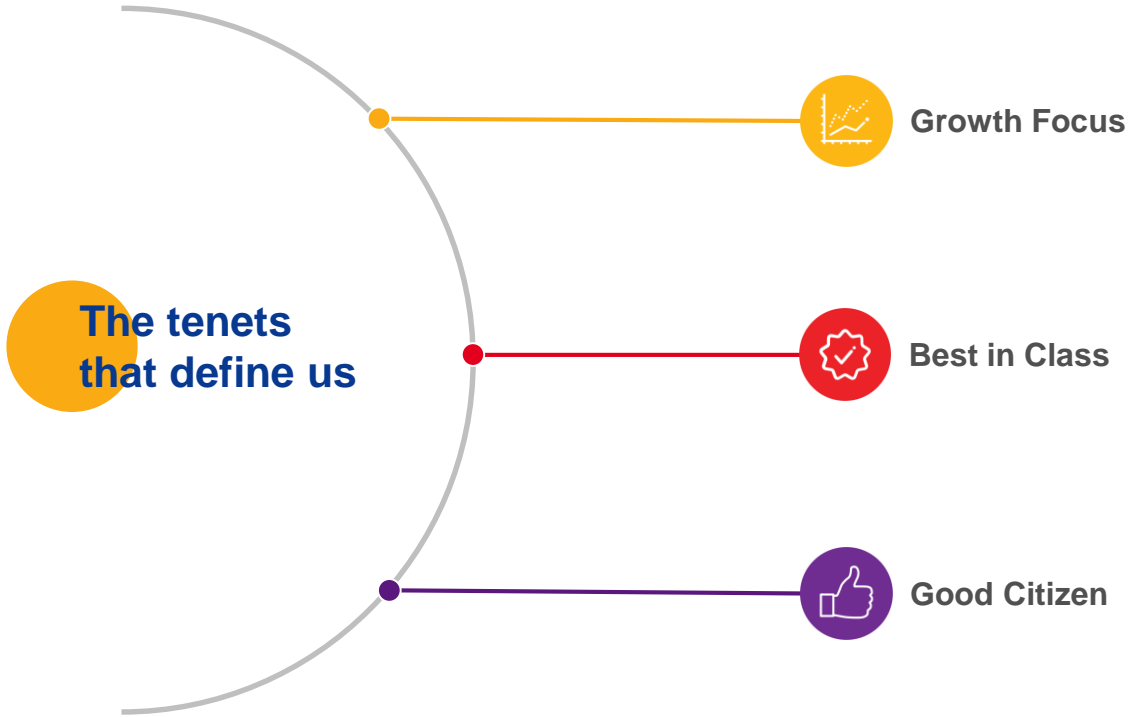 The tenets
that define us
Growth Focus
Best in Class
Good Citizen